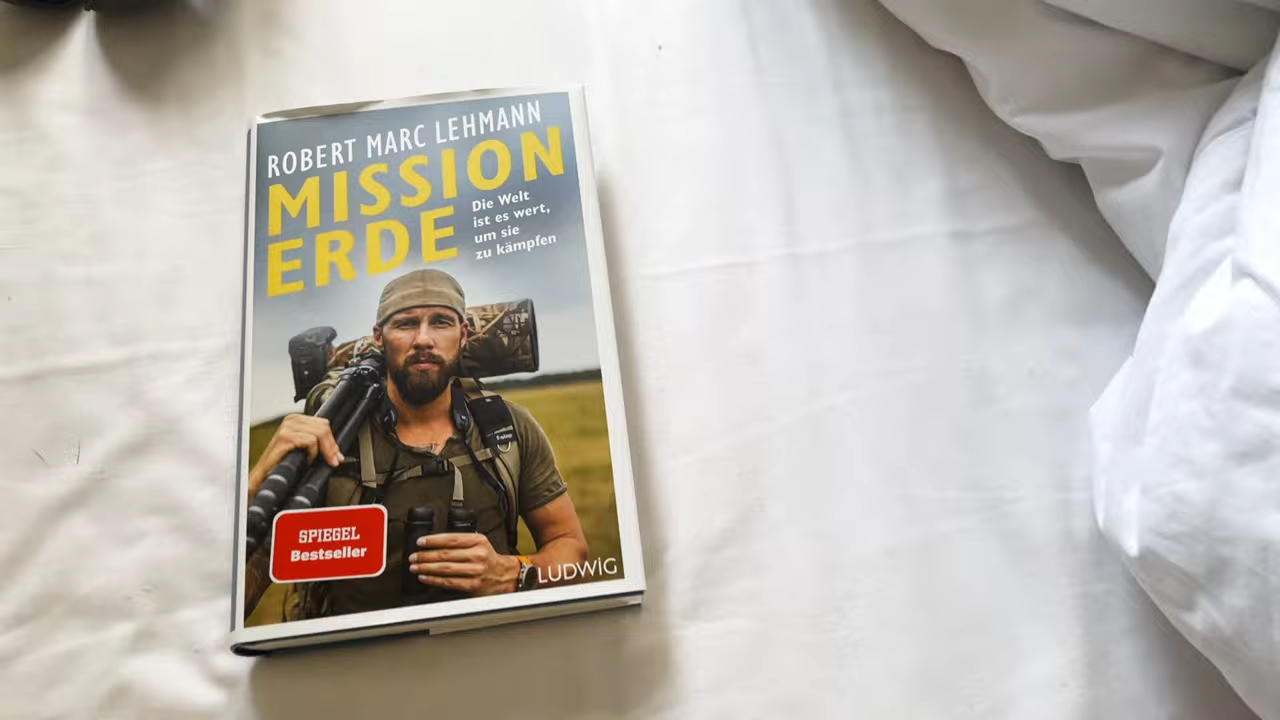 ROBERT MARC LEHMANN
MISSION
ERDE
Die Welt
ist es wert,
um sie
zu kämpfen
SPIEGEL
Bestseller
LUDWiG